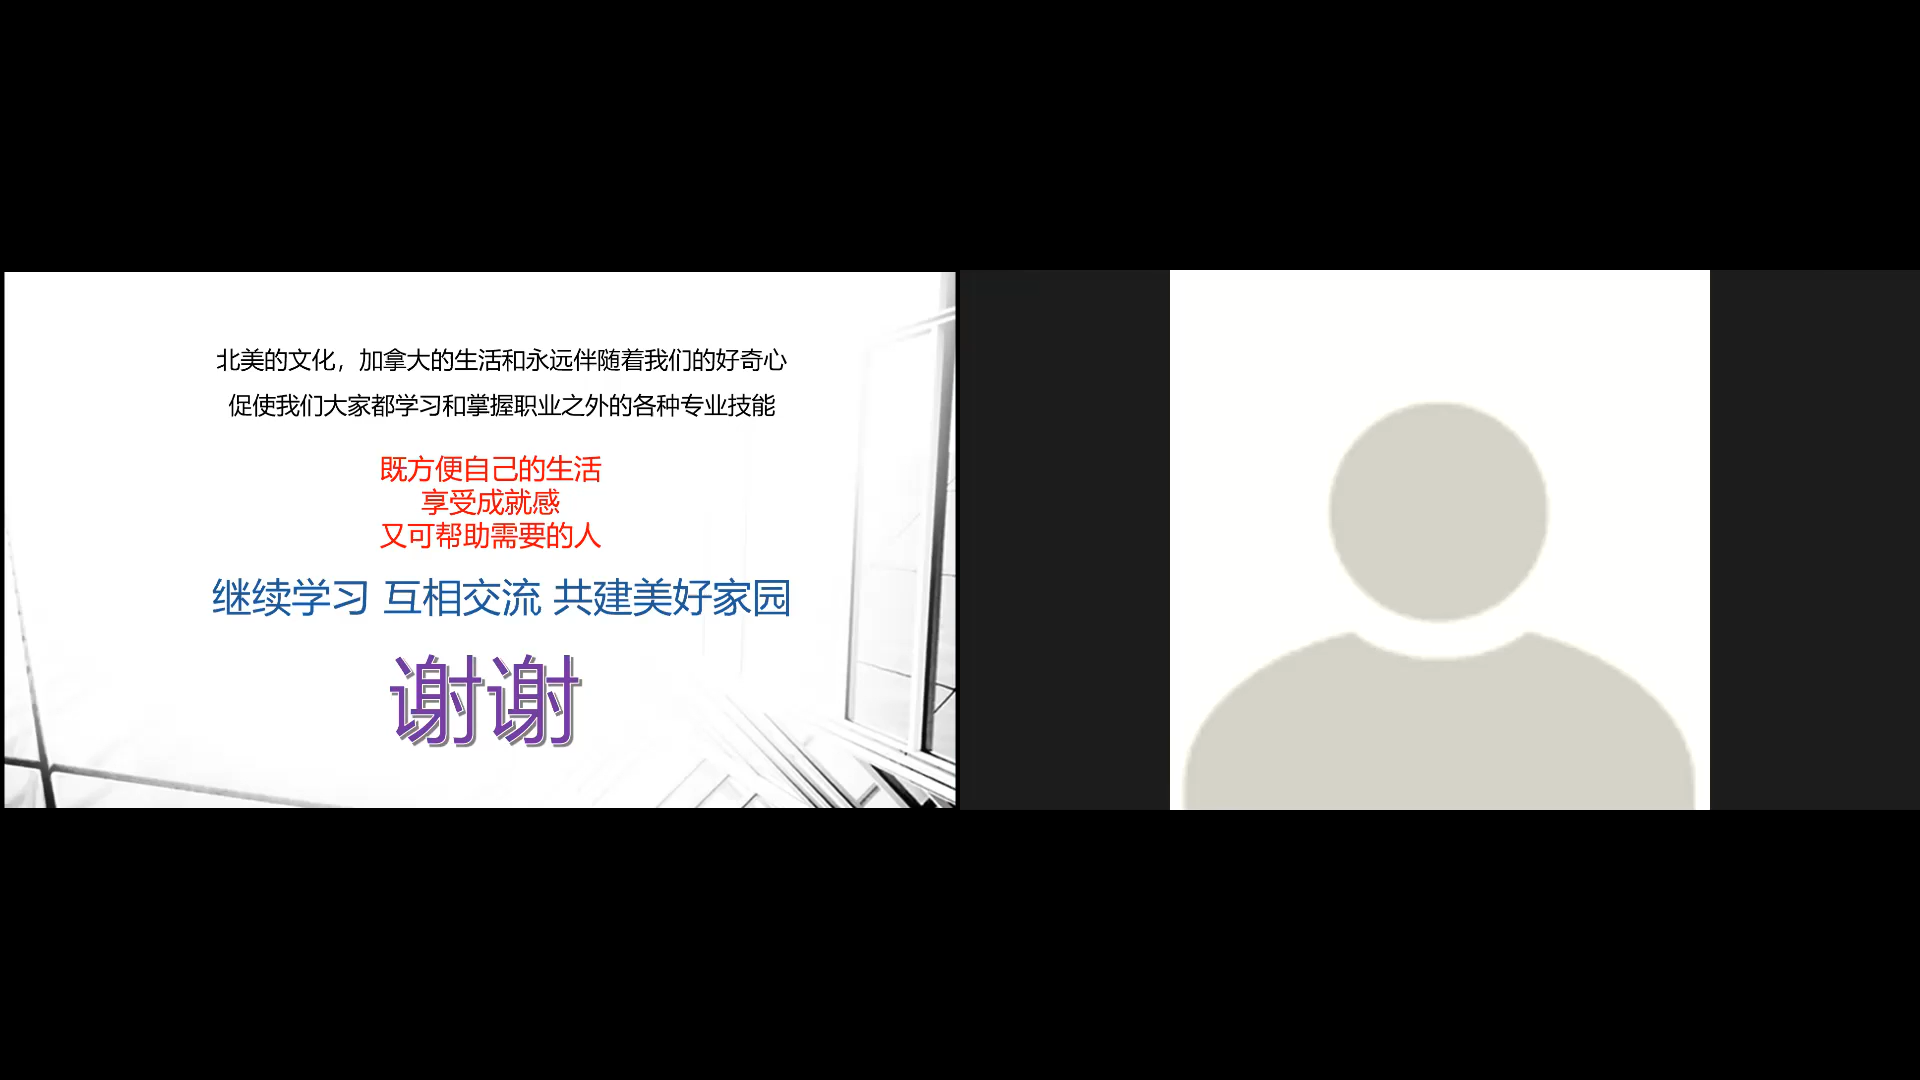 北美的文化，加拿大的生活和永远伴随着我们的好奇心
促使我们大家都学习和掌握职业之外的各种专业技能
既方便自己的生活
享受成就感
又可帮助需要的人
继续学习 互相交流 共建美好家园
谢谢